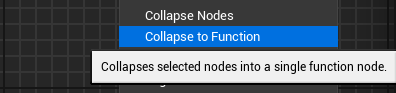 Collapse Nodes
Collapse to Function
Collapses selected nodes into a single function node.